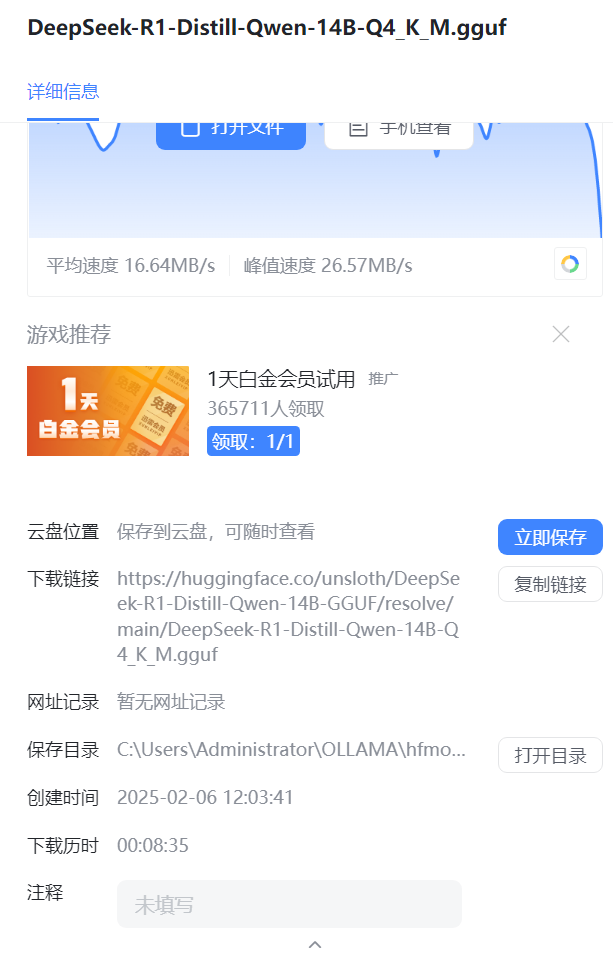 DeepSeek-R1-Distill-Qwen-14B-Q4_K_M.gguf
详细信息
打开文件
手机查看
平均速度 16.64MB/s
峰值速度 26.57MB/s
游戏推荐
1天
白金会员
免费
1天白金会员试用 推广
365711人领取
领取：1/1
云盘位置 保存到云盘，可随时查看 立即保存
下载链接 https://huggingface.co/unsloth/DeepSe
ek-R1-Distill-Qwen-14B-GGUF/resolve/
main/DeepSeek-R1-Distill-Qwen-14B-Q
4_K_M.gguf
复制链接
网址记录 暂无网址记录
保存目录 C:\Users\Administrator\OLLAMA\hfmo... 打开目录
创建时间 2025-02-06 12:03:41
下载历时 00:08:35
注释 未填写